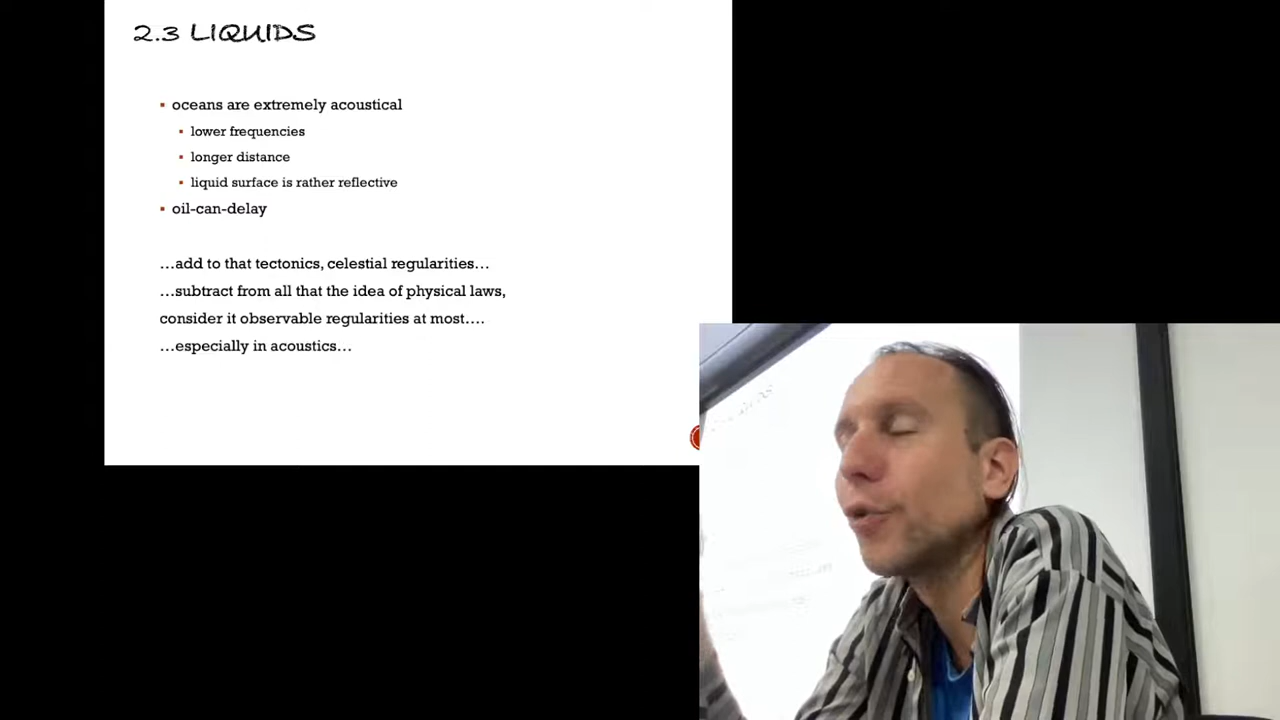 2.3 LIQUIDS
oceans are extremely acoustical
lower frequencies
longer distance
liquid surface is rather reflective
oil-can-delay
…add to that tectonics, celestial regularities…
…subtract from all that the idea of physical laws,
consider it observable regularities at most….
…especially in acoustics…